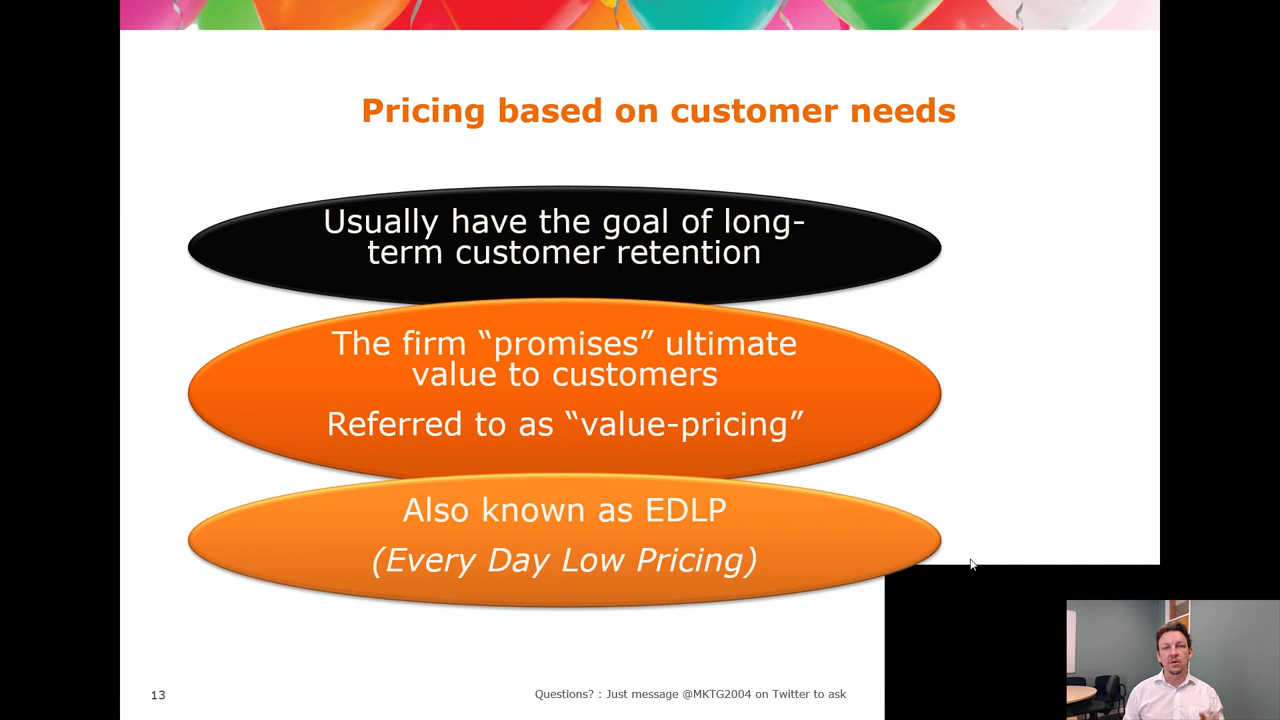 Pricing based on customer needs
Usually have the goal of long-
term customer retention
The firm “promises” ultimate
value to customers
Referred to as “value-pricing”
Also known as EDLP
(Every Day Low Pricing)
13
Questions? : Just message @MKTG2004 on Twitter to ask